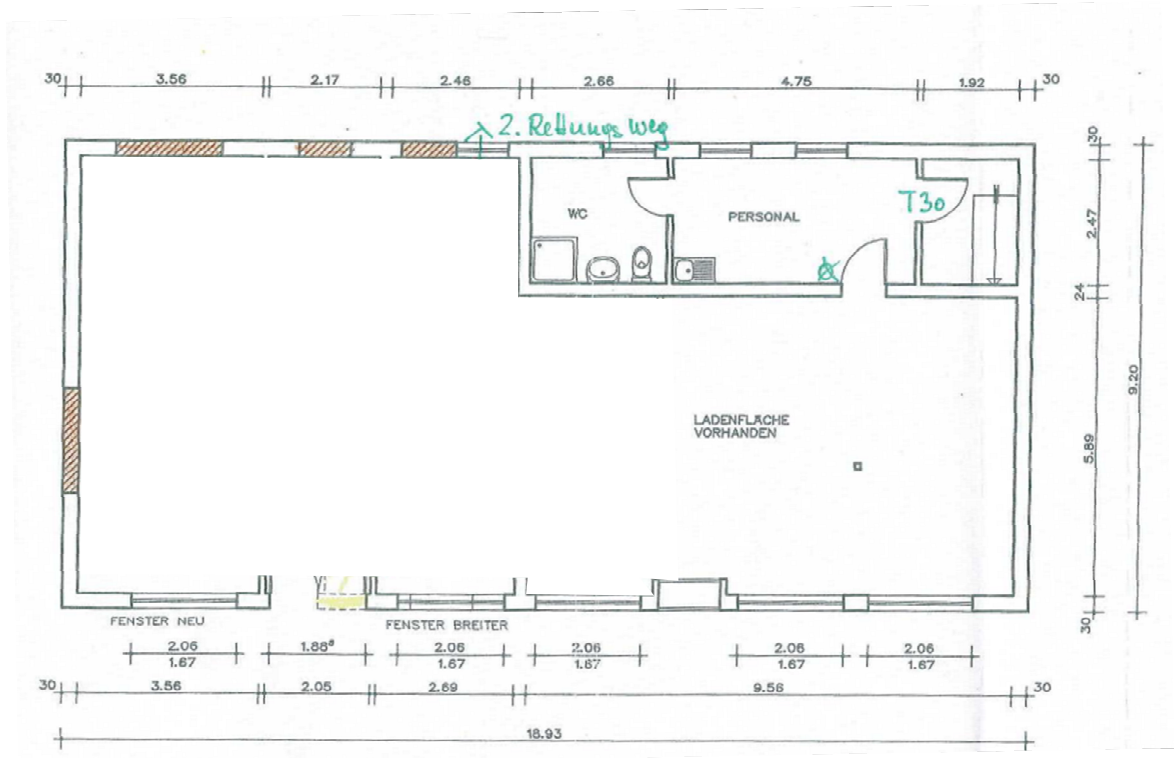 30 3.56 2.17 2.46 2.66 4.75 1.92 30
2. Rettungsweg
30
WC
PERSONAL
T30
2.47
24
9.20
LADENFLÄCHE
VORHANDEN
5.89
30
FENSTER NEU
FENSTER BREITER
2.06 1.88⁵ 2.06 2.06 2.06 2.06
1.67 1.67 1.67 1.67 1.67
30 3.56 2.05 2.69 9.56 30
18.93